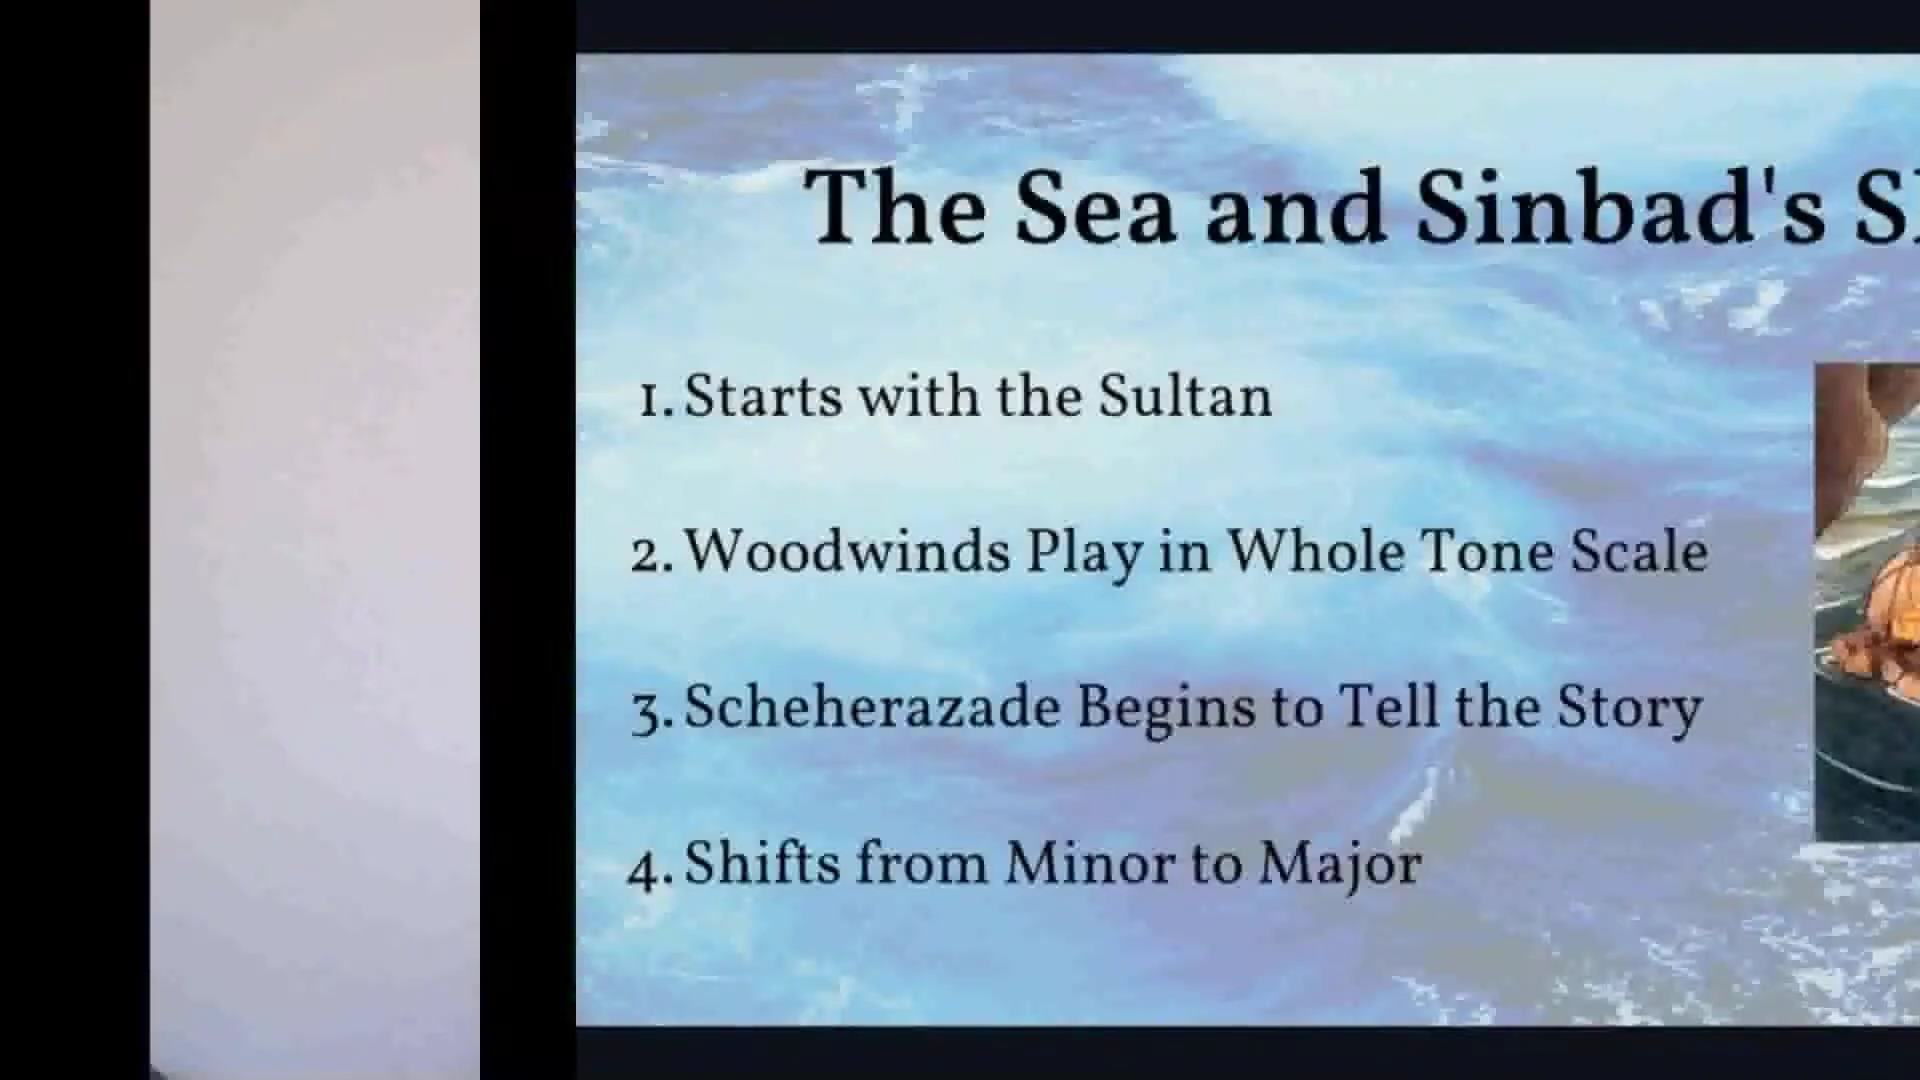 The Sea and Sinbad's S
1. Starts with the Sultan
2. Woodwinds Play in Whole Tone Scale
3. Scheherazade Begins to Tell the Story
4. Shifts from Minor to Major